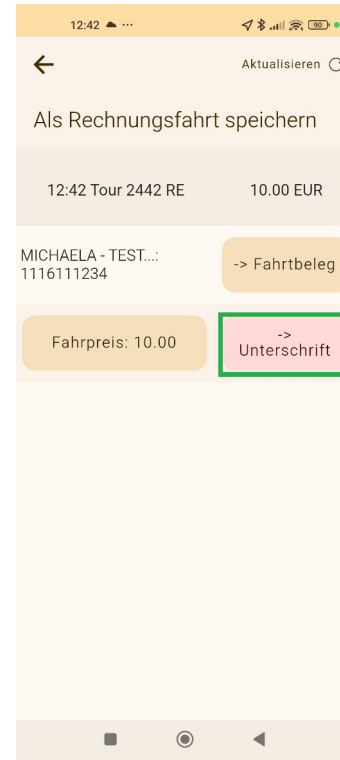 12:42 ... 90
Aktualisieren
Als Rechnungsfahrt speichern
12:42 Tour 2442 RE 10.00 EUR
MICHAELA - TEST...:
1116111234
-> Fahrtbeleg
Fahrpreis: 10.00
->
Unterschrift